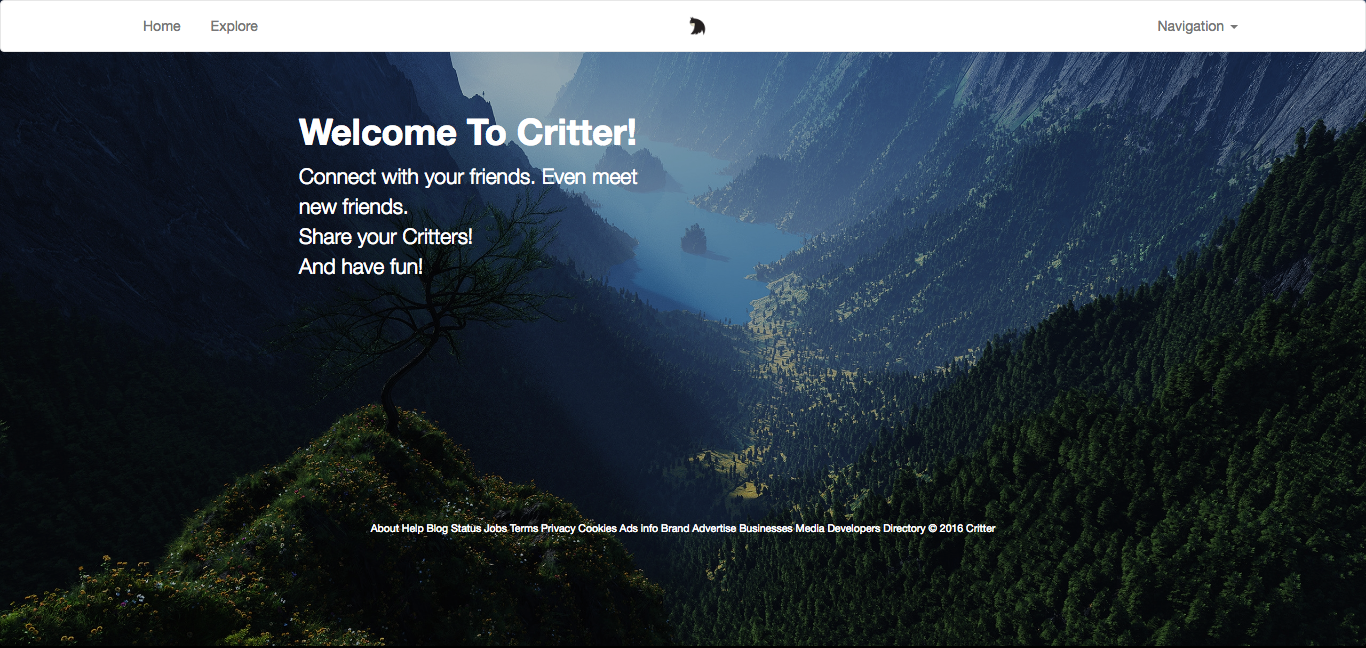 Home Explore Navigation
Welcome To Critter!
Connect with your friends. Even meet
new friends.
Share your Critters!
And have fun!
About Help Blog Status Jobs Terms Privacy Cookies Ads info Brand Advertise Businesses Media Developers Directory © 2016 Critter